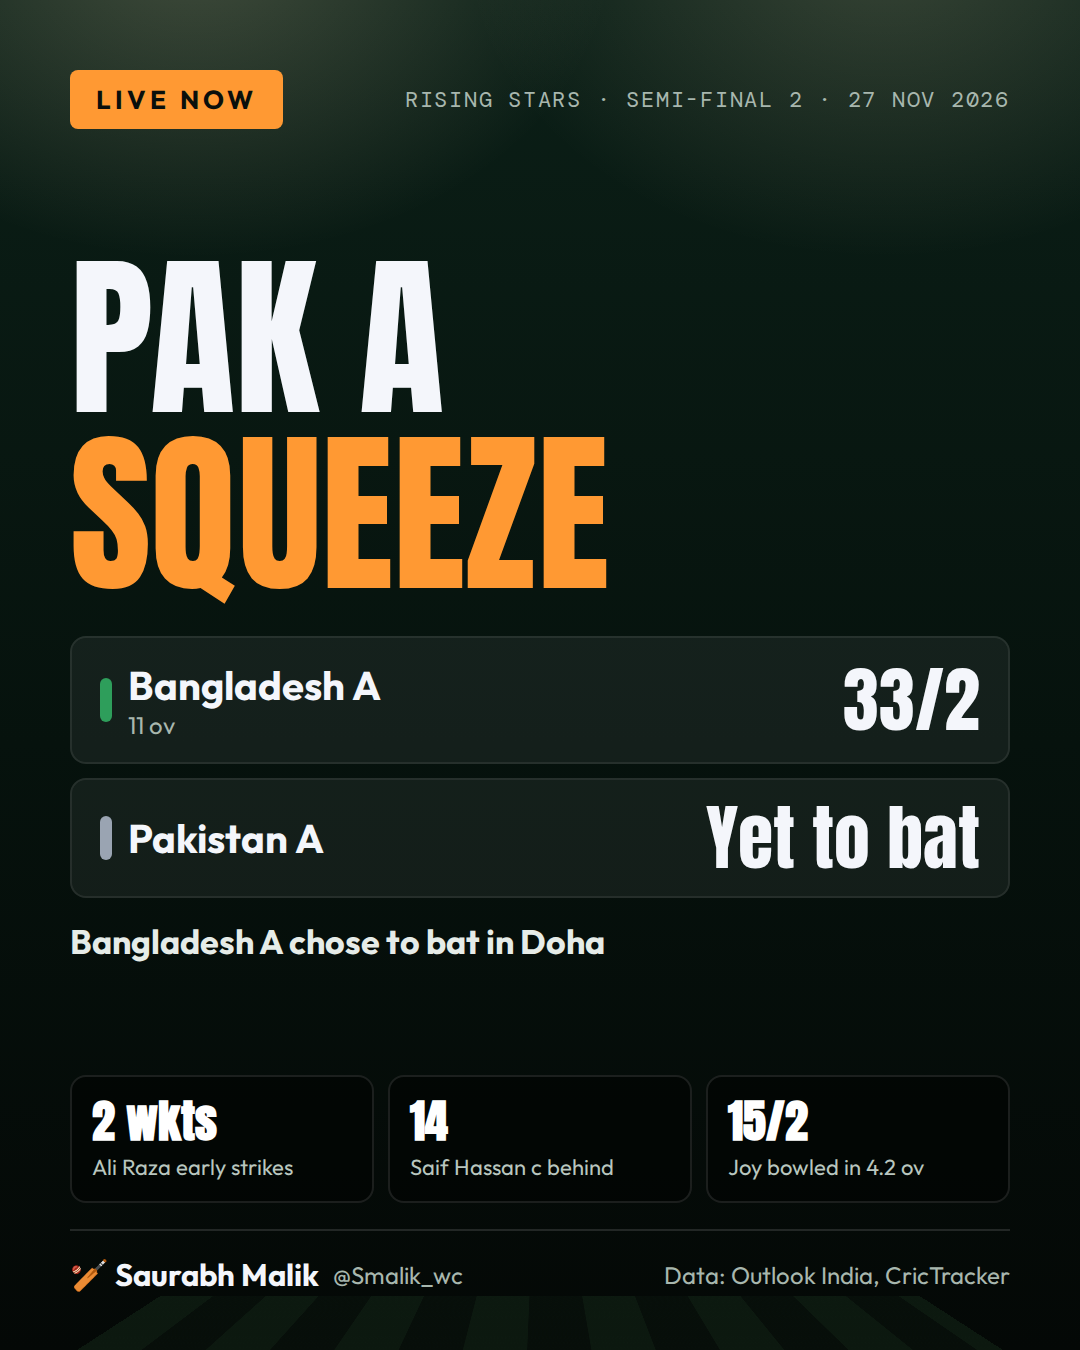 LIVE NOW
RISING STARS · SEMI-FINAL 2 · 27 NOV 2026
PAK A
SQUEEZE
Bangladesh A
11 ov
33/2
Pakistan A
Yet to bat
Bangladesh A chose to bat in Doha
2 wkts
Ali Raza early strikes
14
Saif Hassan c behind
15/2
Joy bowled in 4.2 ov
Saurabh Malik @Smalik_wc
Data: Outlook India, CricTracker